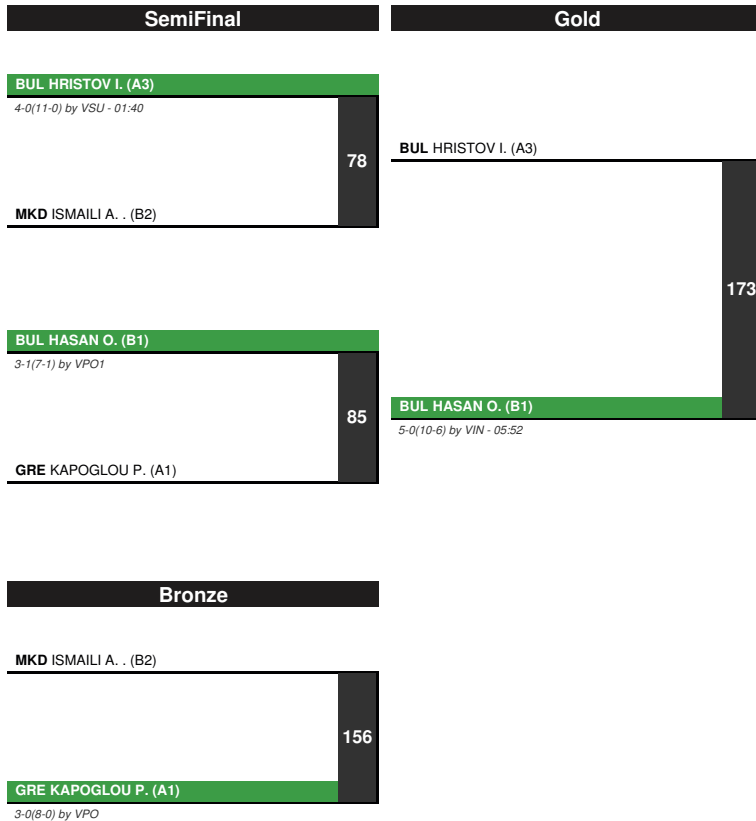 SemiFinal
Gold
BUL HRISTOV I. (A3)
4-0(11-0) by VSU - 01:40
78
MKD ISMAILI A. . (B2)
BUL HRISTOV I. (A3)
173
BUL HASAN O. (B1)
3-1(7-1) by VPO1
85
GRE KAPOGLOU P. (A1)
BUL HASAN O. (B1)
5-0(10-6) by VIN - 05:52
Bronze
MKD ISMAILI A. . (B2)
156
GRE KAPOGLOU P. (A1)
3-0(8-0) by VPO